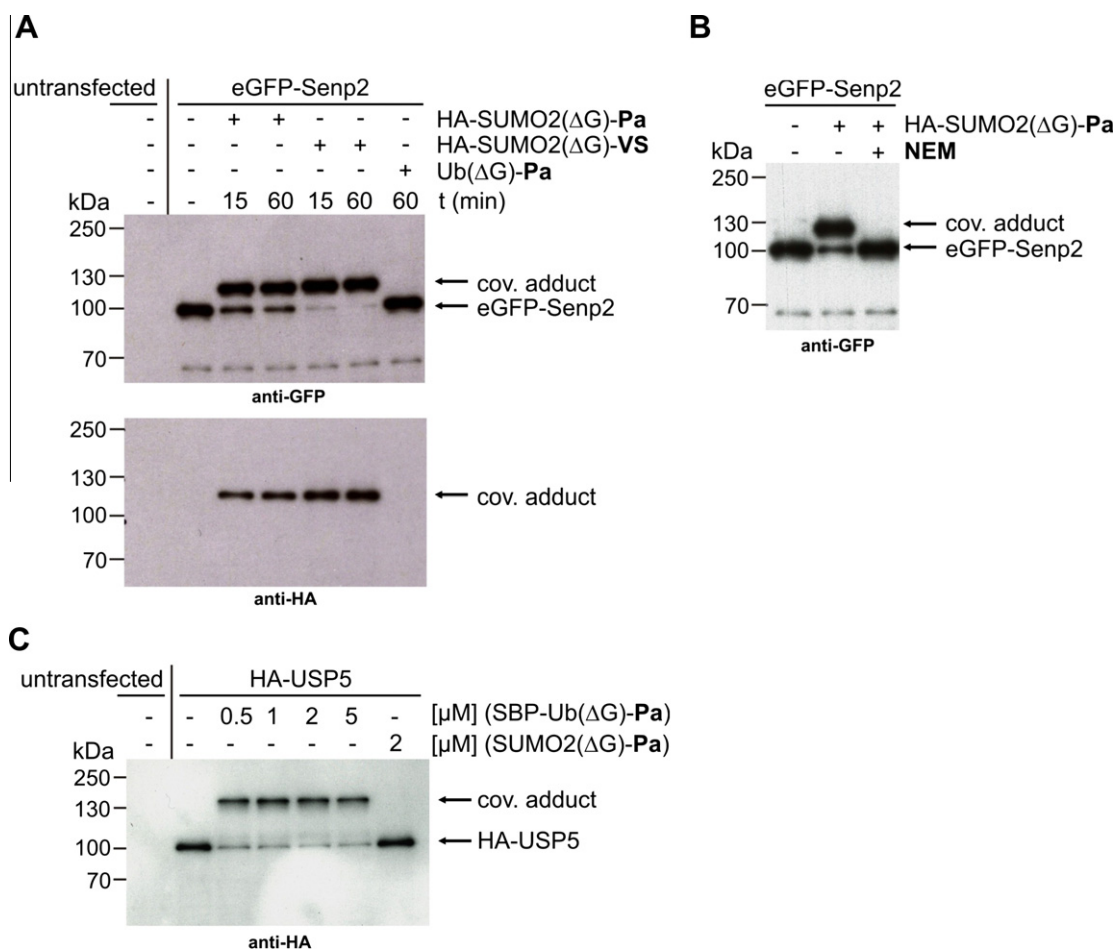 A
untransfected eGFP-Senp2
- - + + - - - HA-SUMO2(ΔG)-Pa
- - - - + + - HA-SUMO2(ΔG)-VS
- - - - - - + Ub(ΔG)-Pa
kDa - - 15 60 15 60 60 t (min)
250
130 cov. adduct
100 eGFP-Senp2
70
anti-GFP
250
130 cov. adduct
100
70
anti-HA
B
eGFP-Senp2
- + + HA-SUMO2(ΔG)-Pa
kDa - - + NEM
250
130 cov. adduct
100 eGFP-Senp2
70
anti-GFP
C
untransfected HA-USP5
- - 0.5 1 2 5 - [µM] (SBP-Ub(ΔG)-Pa)
kDa - - - - - - 2 [µM] (SUMO2(ΔG)-Pa)
250
130 cov. adduct
100 HA-USP5
70
anti-HA